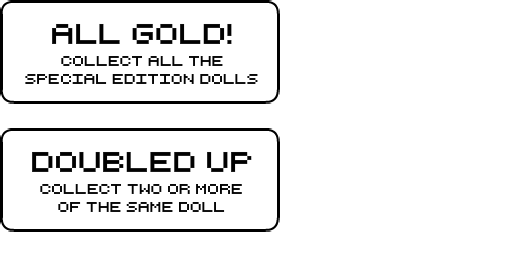 ALL GOLD!
COLLECT ALL THE
SPECIAL EDITION DOLLS
DOUBLED UP
COLLECT TWO OR MORE
OF THE SAME DOLL